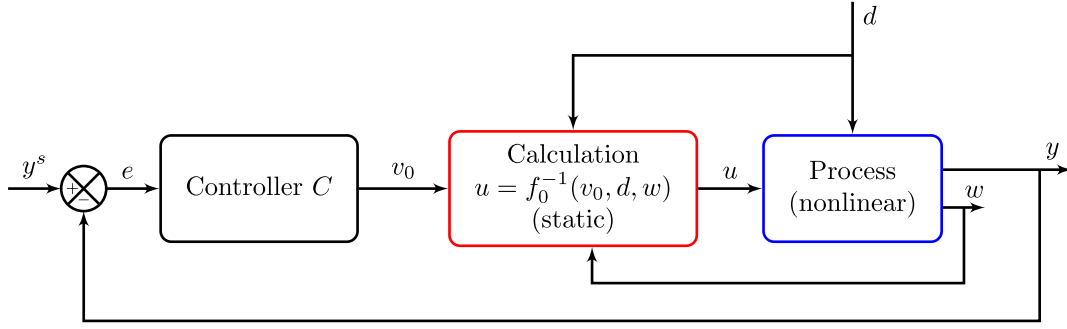 d
y^s
+
−
e
Controller C
v_0
Calculation
u = f_0^{-1}(v_0, d, w)
(static)
u
Process
(nonlinear)
y
w